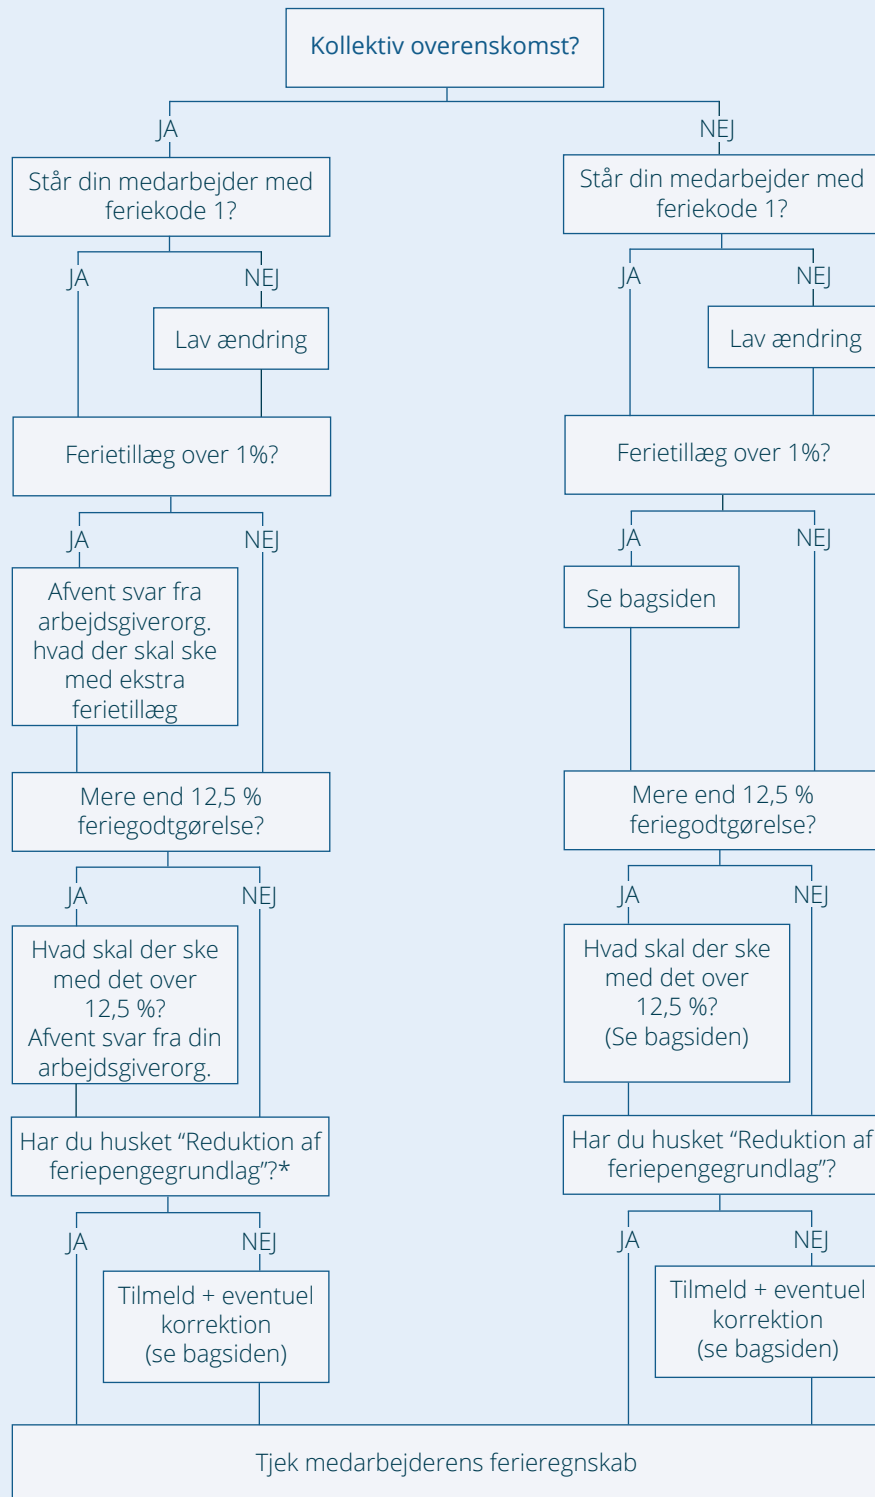 Kollektiv overenskomst?
JA
NEJ
Står din medarbejder med
feriekode 1?
Står din medarbejder med
feriekode 1?
JA
NEJ
JA
NEJ
Lav ændring
Lav ændring
Ferietillæg over 1%?
Ferietillæg over 1%?
JA
NEJ
JA
NEJ
Afvent svar fra
arbejdsgiverorg.
hvad der skal ske
med ekstra
ferietillæg
Se bagsiden
Mere end 12,5 %
feriegodtgørelse?
Mere end 12,5 %
feriegodtgørelse?
JA
NEJ
JA
NEJ
Hvad skal der ske
med det over
12,5 %?
Afvent svar fra din
arbejdsgiverorg.
Hvad skal der ske
med det over
12,5 %?
(Se bagsiden)
Har du husket “Reduktion af
feriepengegrundlag”?*
Har du husket “Reduktion af
feriepengegrundlag”?
JA
NEJ
JA
NEJ
Tilmeld + eventuel
korrektion
(se bagsiden)
Tilmeld + eventuel
korrektion
(se bagsiden)
Tjek medarbejderens ferieregnskab